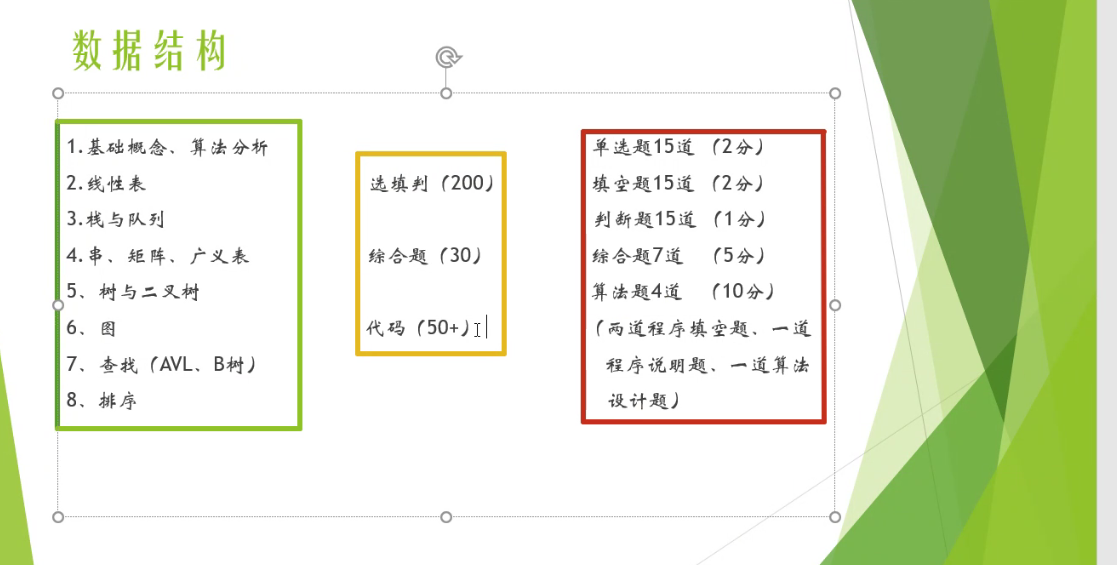 数据结构
1.基础概念、算法分析
2.线性表
3.栈与队列
4.串、矩阵、广义表
5、树与二叉树
6、图
7、查找（AVL、B树）
8、排序
选填判（200）
综合题（30）
代码（50+）
单选题15道 （2分）
填空题15道 （2分）
判断题15道 （1分）
综合题7道 （5分）
算法题4道 （10分）
（两道程序填空题、一道
程序说明题、一道算法
设计题）